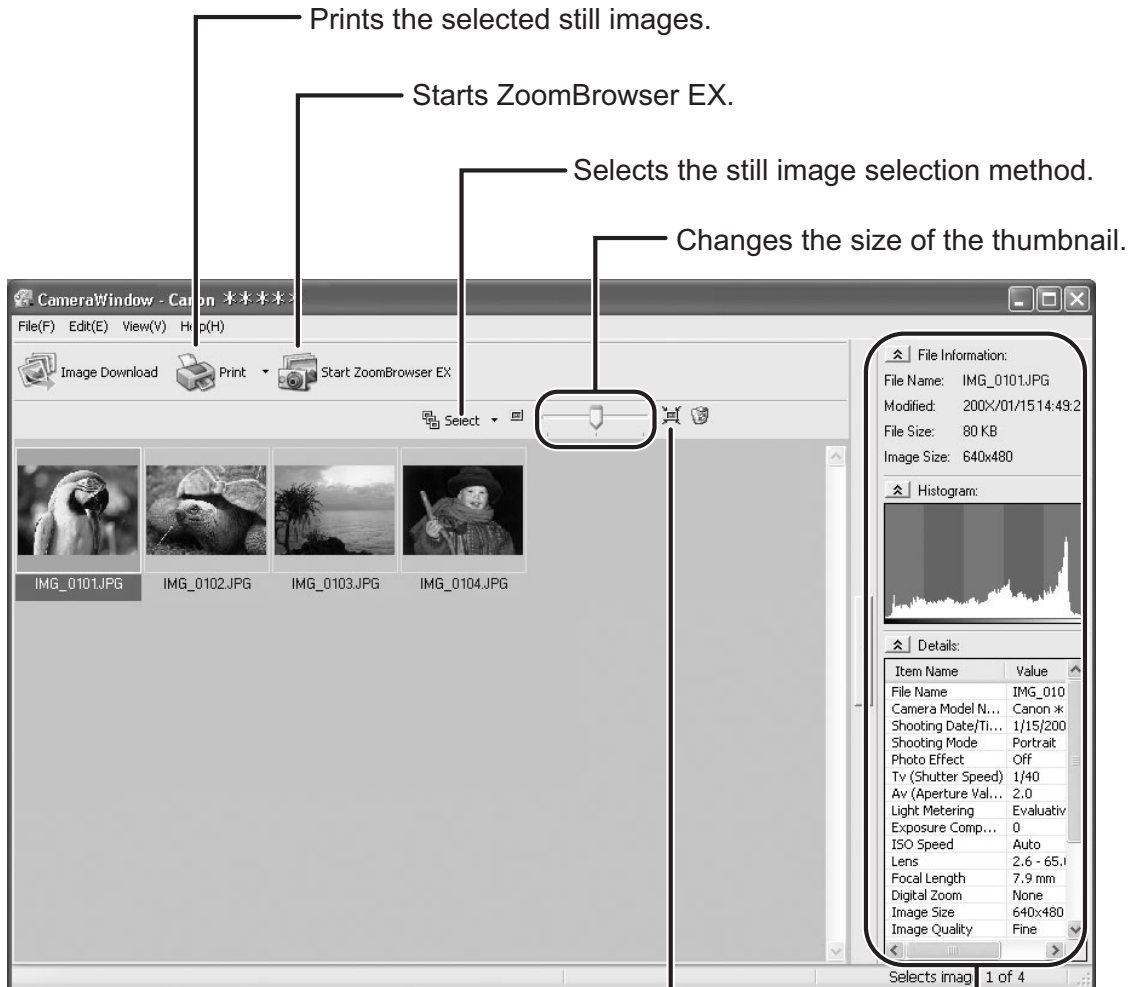 Prints the selected still images.
Starts ZoomBrowser EX.
Selects the still image selection method.
Changes the size of the thumbnail.
CameraWindow - Canon ＊＊＊＊＊
File(F) Edit(E) View(V) Help(H)
Image Download Print Start ZoomBrowser EX
Select
File Information:
File Name: IMG_0101.JPG
Modified: 200X/01/15 14:49:2
File Size: 80 KB
Image Size: 640x480
Histogram:
IMG_0101.JPG IMG_0102.JPG IMG_0103.JPG IMG_0104.JPG
Details:
Item Name Value
File Name IMG_010
Camera Model N... Canon ＊
Shooting Date/Ti... 1/15/200
Shooting Mode Portrait
Photo Effect Off
Tv (Shutter Speed) 1/40
Av (Aperture Val... 2.0
Light Metering Evaluativ
Exposure Comp... 0
ISO Speed Auto
Lens 2.6 - 65.
Focal Length 7.9 mm
Digital Zoom None
Image Size 640x480
Image Quality Fine
Selects imag 1 of 4